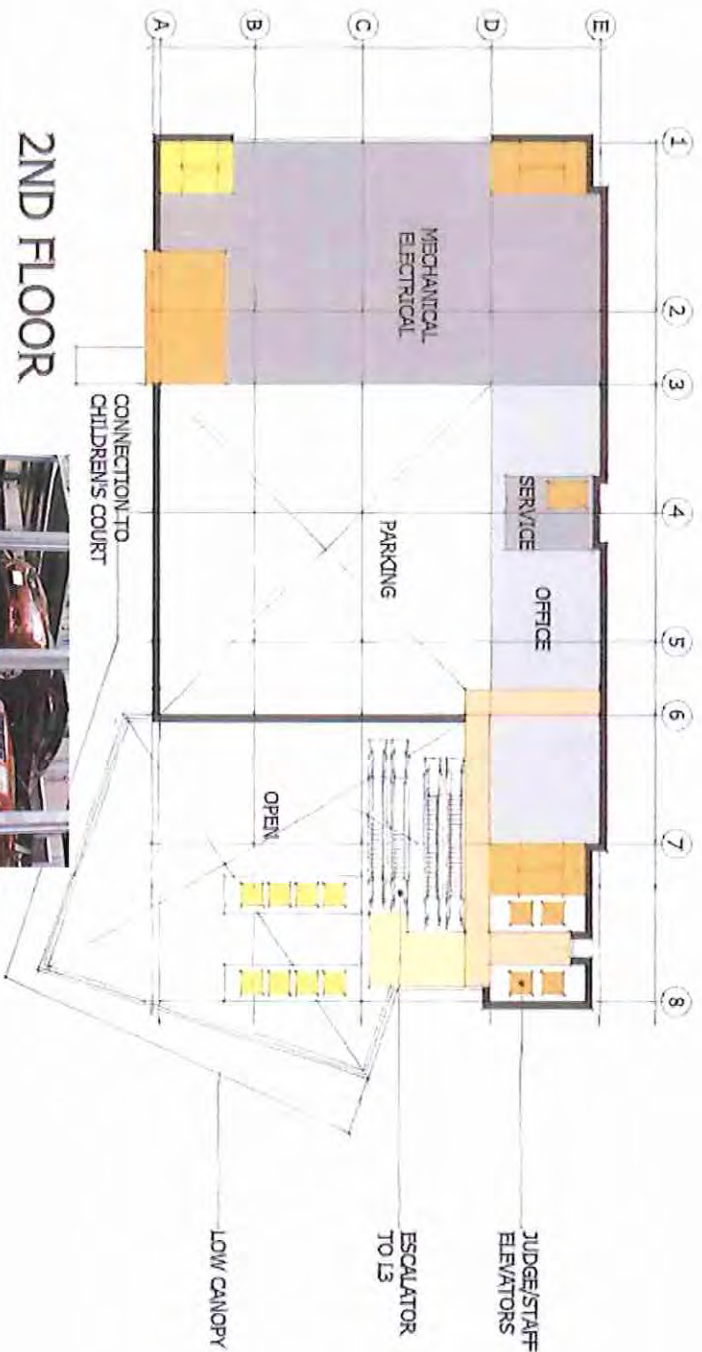 A
B
C
D
E
1
2
3
4
5
6
7
8
MECHANICAL
ELECTRICAL
SERVICE
OFFICE
PARKING
OPEN
CONNECTION TO
CHILDREN'S COURT
JUDGE/STAFF
ELEVATORS
ESCALATOR
TO L3
LOW CANOPY
2ND FLOOR